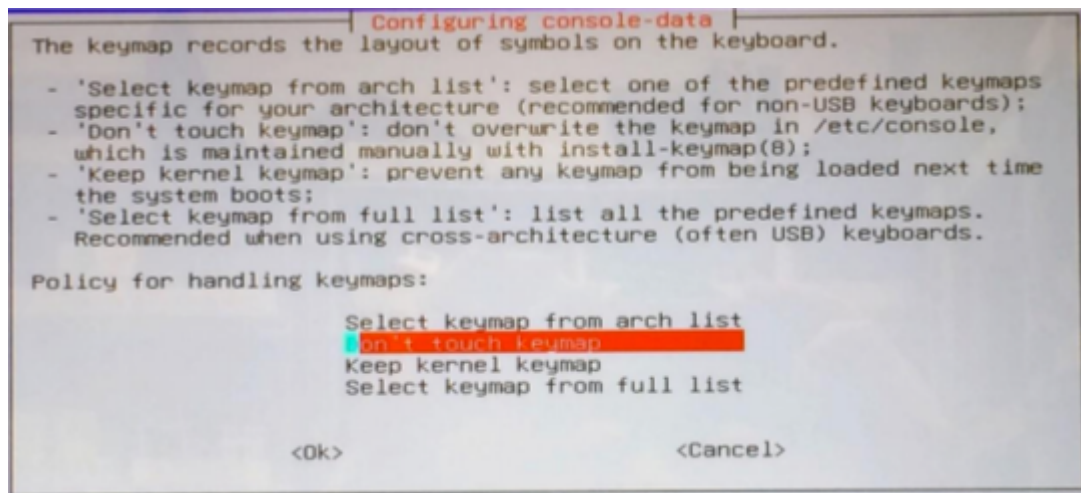 Configuring console-data
The keymap records the layout of symbols on the keyboard.
- 'Select keymap from arch list': select one of the predefined keymaps
specific for your architecture (recommended for non-USB keyboards);
- 'Don't touch keymap': don't overwrite the keymap in /etc/console,
which is maintained manually with install-keymap(8);
- 'Keep kernel keymap': prevent any keymap from being loaded next time
the system boots;
- 'Select keymap from full list': list all the predefined keymaps.
Recommended when using cross-architecture (often USB) keyboards.
Policy for handling keymaps:
Select keymap from arch list
Don't touch keymap
Keep kernel keymap
Select keymap from full list
<Ok> <Cancel>